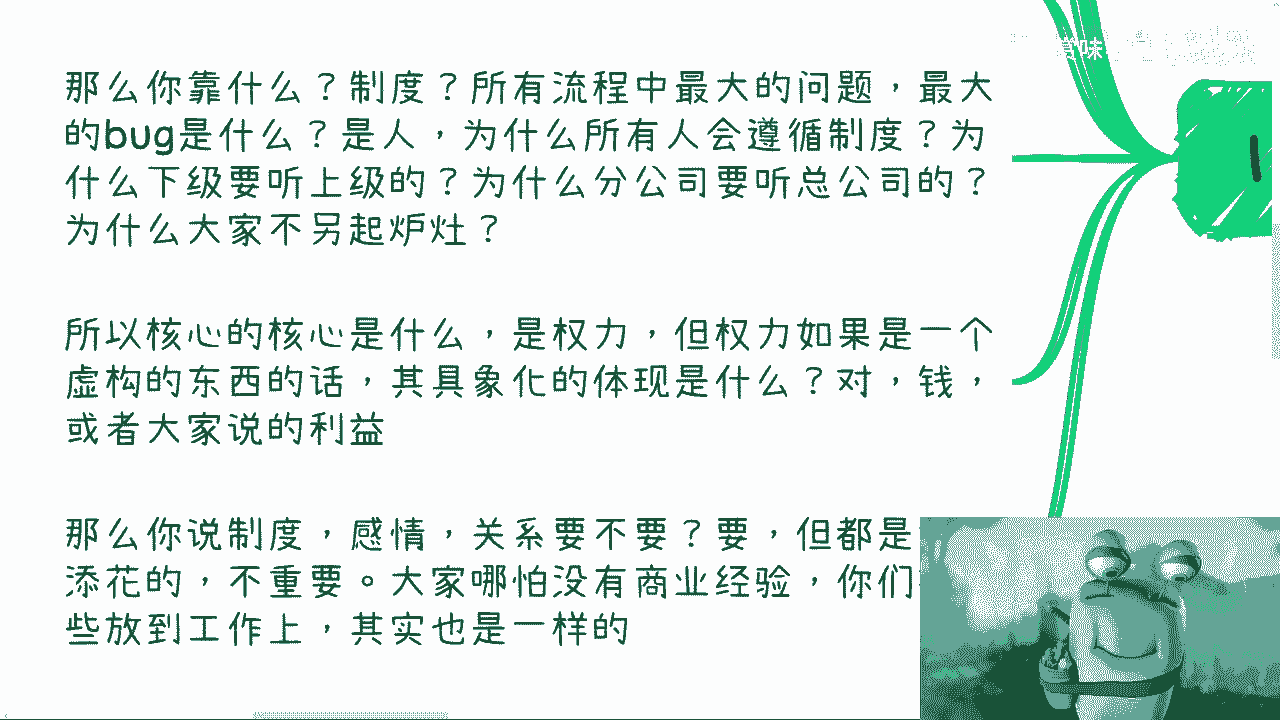 赏味
那么你靠什么？制度？所有流程中最大的问题，最大
的bug是什么？是人，为什么所有人会遵循制度？为
什么下级要听上级的？为什么分公司要听总公司的？
为什么大家不另起炉灶？
所以核心的核心是什么，是权力，但权力如果是一个
虚构的东西的话，其具象化的体现是什么？对，钱，
或者大家说的利益
那么你说制度，感情，关系要不要？要，但都是
添花的，不重要。大家哪怕没有商业经验，你们
些放到工作上，其实也是一样的